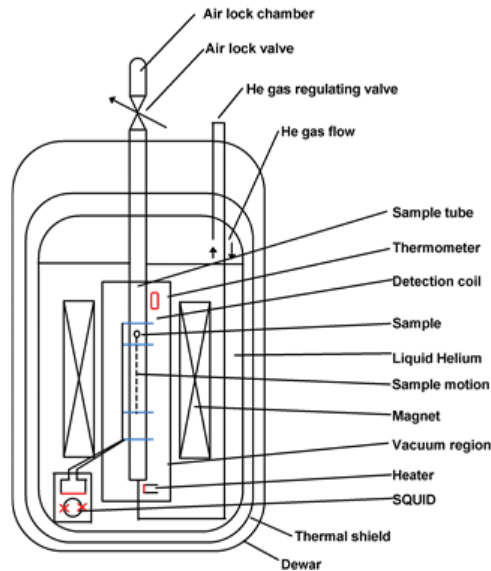 Air lock chamber
Air lock valve
He gas regulating valve
He gas flow
Sample tube
Thermometer
Detection coil
Sample
Liquid Helium
Sample motion
Magnet
Vacuum region
Heater
SQUID
Thermal shield
Dewar